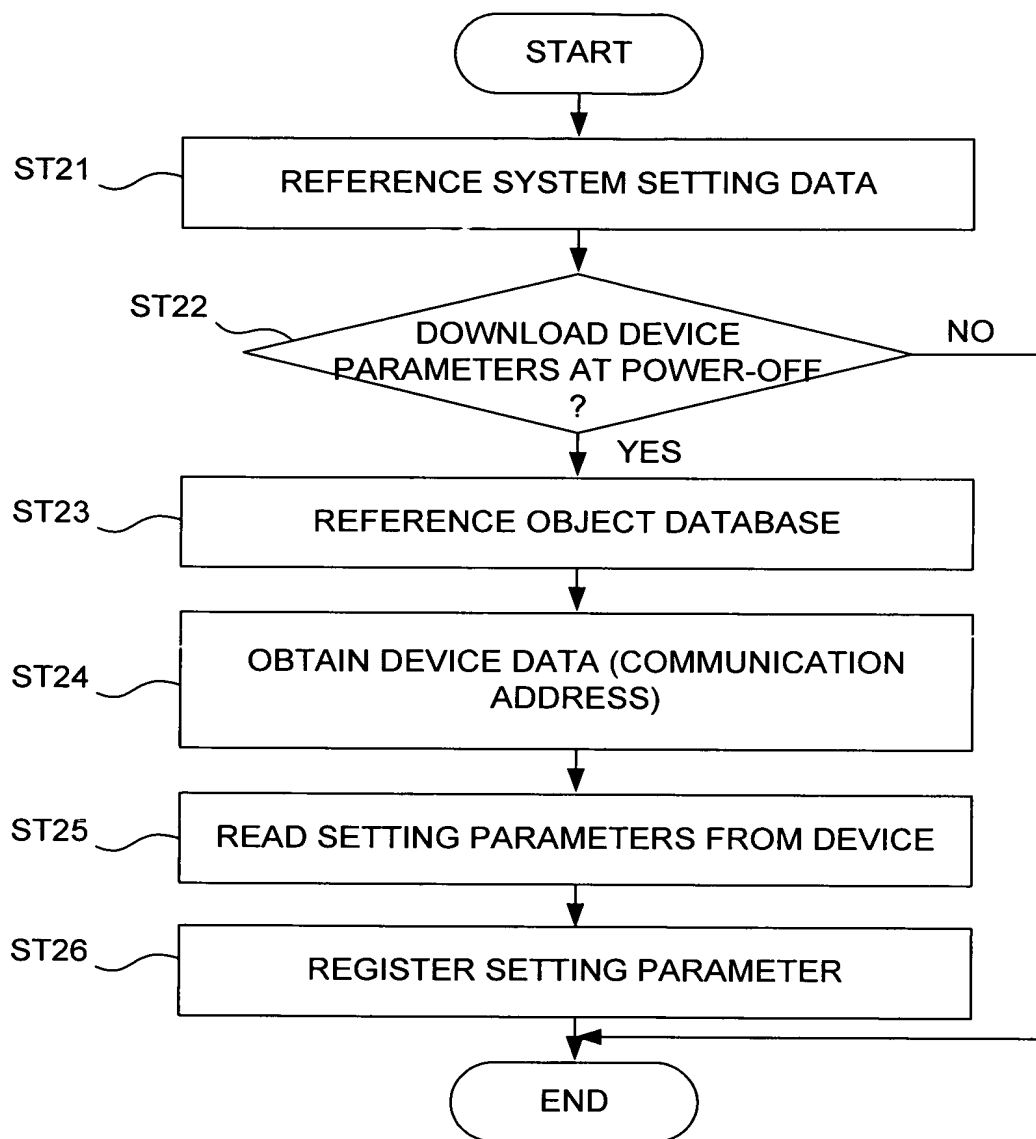 START
ST21
REFERENCE SYSTEM SETTING DATA
ST22
DOWNLOAD DEVICE
PARAMETERS AT POWER-OFF
?
NO
YES
ST23
REFERENCE OBJECT DATABASE
ST24
OBTAIN DEVICE DATA (COMMUNICATION
ADDRESS)
ST25
READ SETTING PARAMETERS FROM DEVICE
ST26
REGISTER SETTING PARAMETER
END